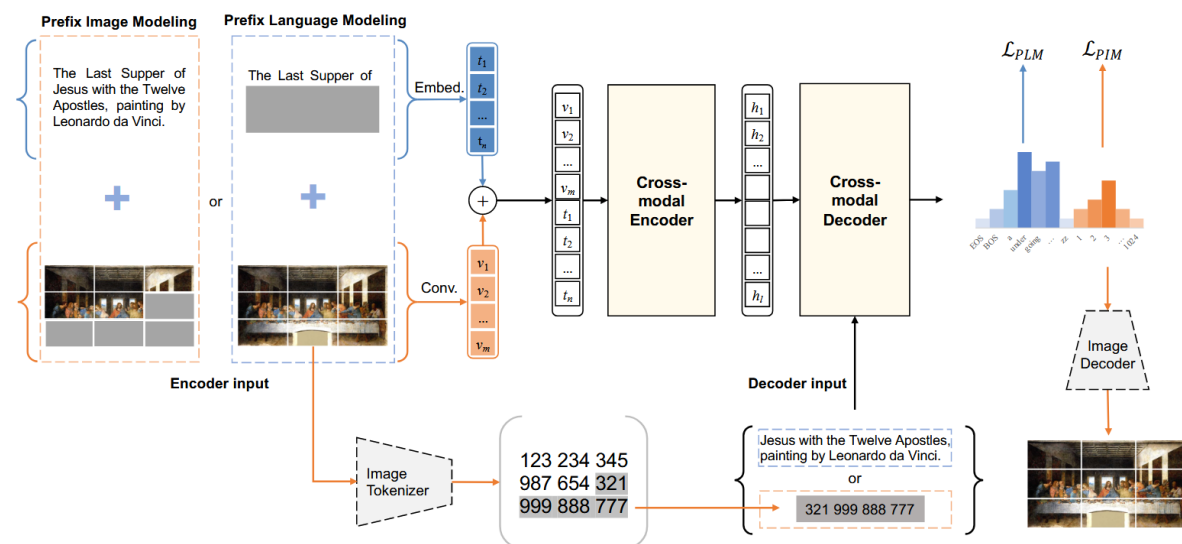 Prefix Image Modeling
Prefix Language Modeling
The Last Supper of
Jesus with the Twelve
Apostles, painting by
Leonardo da Vinci.
The Last Supper of
or
Embed.
Conv.
t1
t2
...
tn
+
v1
v2
...
vm
v1
v2
...
vm
t1
t2
...
tn
Cross-
modal
Encoder
h1
h2
...
...
hl
Cross-
modal
Decoder
ℒPLM
ℒPIM
EOS
BOS
a
under
going
...
zz
1
2
3
...
1024
Image
Decoder
Encoder input
Decoder input
Image
Tokenizer
123 234 345
987 654 321
999 888 777
Jesus with the Twelve Apostles,
painting by Leonardo da Vinci.
or
321 999 888 777